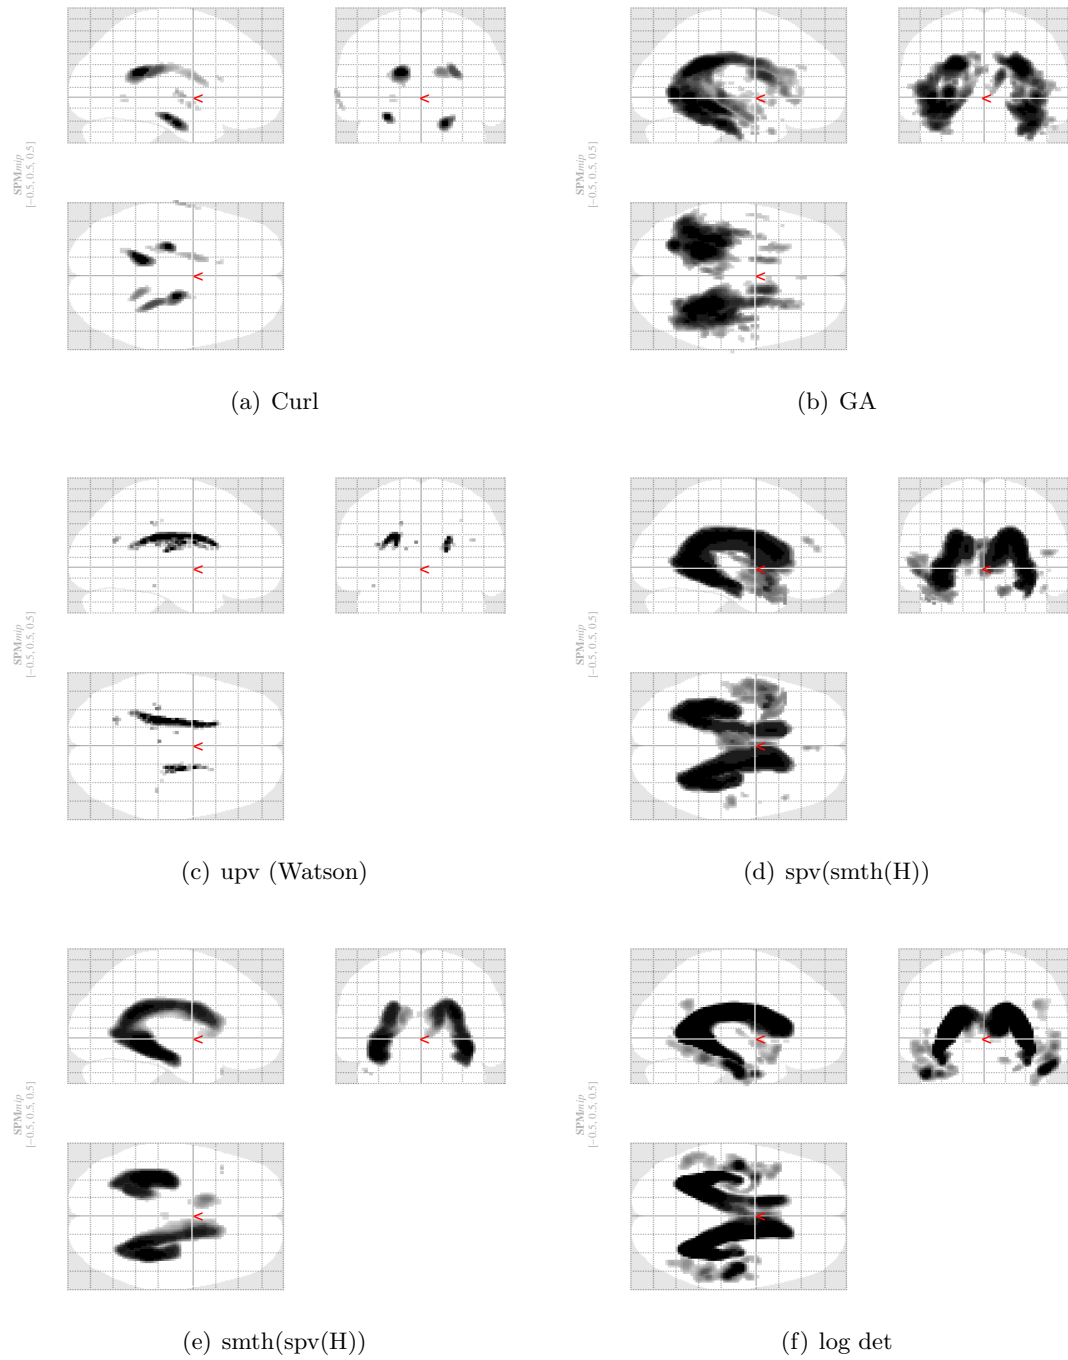 SPMmip
[−0.5, 0.5, 0.5]
<
<
<
(a) Curl
SPMmip
[−0.5, 0.5, 0.5]
<
<
<
(b) GA
SPMmip
[−0.5, 0.5, 0.5]
<
<
<
(c) upv (Watson)
SPMmip
[−0.5, 0.5, 0.5]
<
<
<
(d) spv(smth(H))
SPMmip
[−0.5, 0.5, 0.5]
<
<
<
(e) smth(spv(H))
SPMmip
[−0.5, 0.5, 0.5]
<
<
<
(f) log det